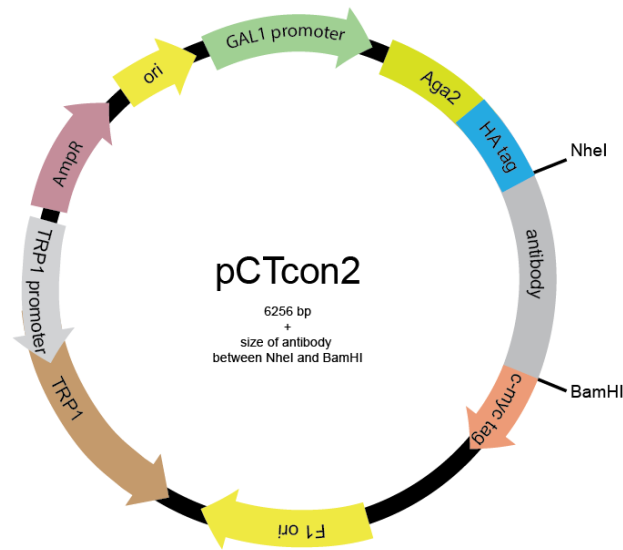 GAL1 promoter
Aga2
HA tag
NheI
antibody
BamHI
c-myc tag
F1 ori
TRP1
TRP1 promoter
AmpR
ori
pCTcon2
6256 bp
+
size of antibody
between NheI and BamHI